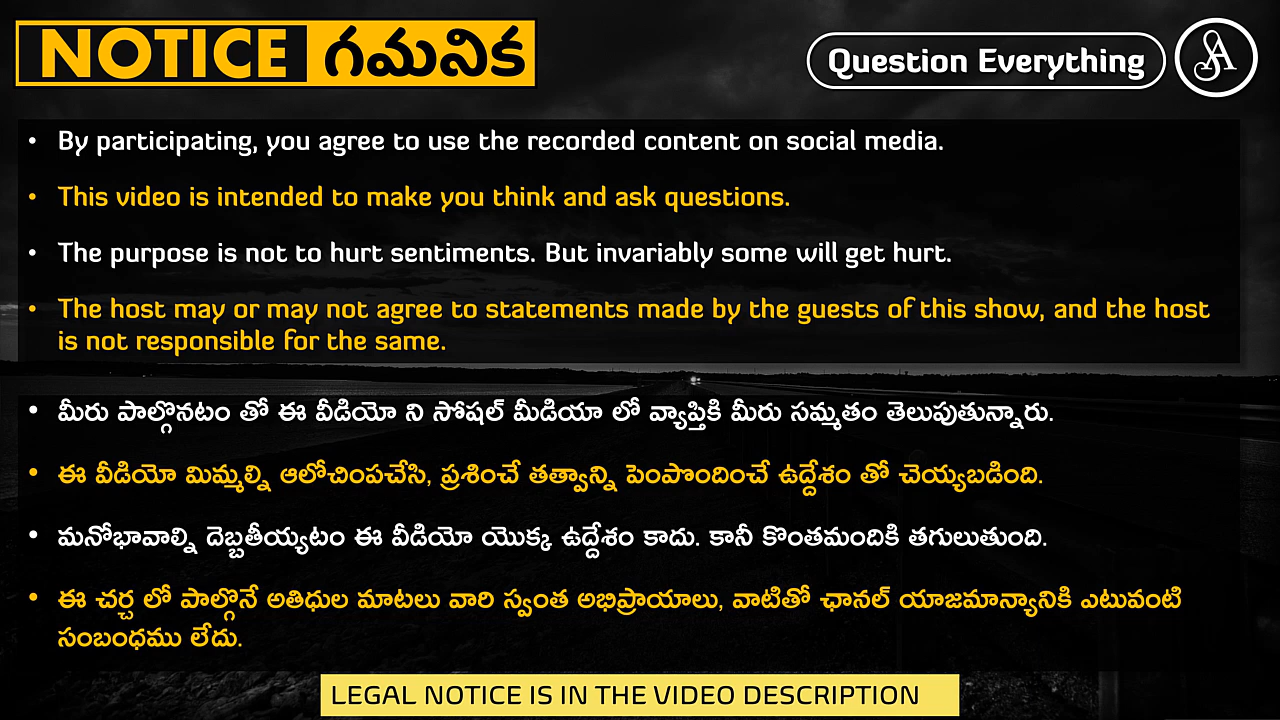 NOTICE గమనిక
Question Everything
• By participating, you agree to use the recorded content on social media.
• This video is intended to make you think and ask questions.
• The purpose is not to hurt sentiments. But invariably some will get hurt.
• The host may or may not agree to statements made by the guests of this show, and the host
is not responsible for the same.
• మీరు పాల్గొనటం తో ఈ వీడియో ని సోషల్ మీడియా లో వ్యాప్తికి మీరు సమ్మతం తెలుపుతున్నారు.
• ఈ వీడియో మిమ్మల్ని ఆలోచింపచేసి, ప్రశించే తత్వాన్ని పెంపొందించే ఉద్దేశం తో చెయ్యబడింది.
• మనోభావాల్ని దెబ్బతీయ్యటం ఈ వీడియో యొక్క ఉద్దేశం కాదు. కానీ కొంతమందికి తగులుతుంది.
• ఈ చర్చ లో పాల్గొనే అతిధుల మాటలు వారి స్వంత అభిప్రాయాలు, వాటితో ఛానల్ యాజమాన్యానికి ఎటువంటి
సంబంధము లేదు.
LEGAL NOTICE IS IN THE VIDEO DESCRIPTION